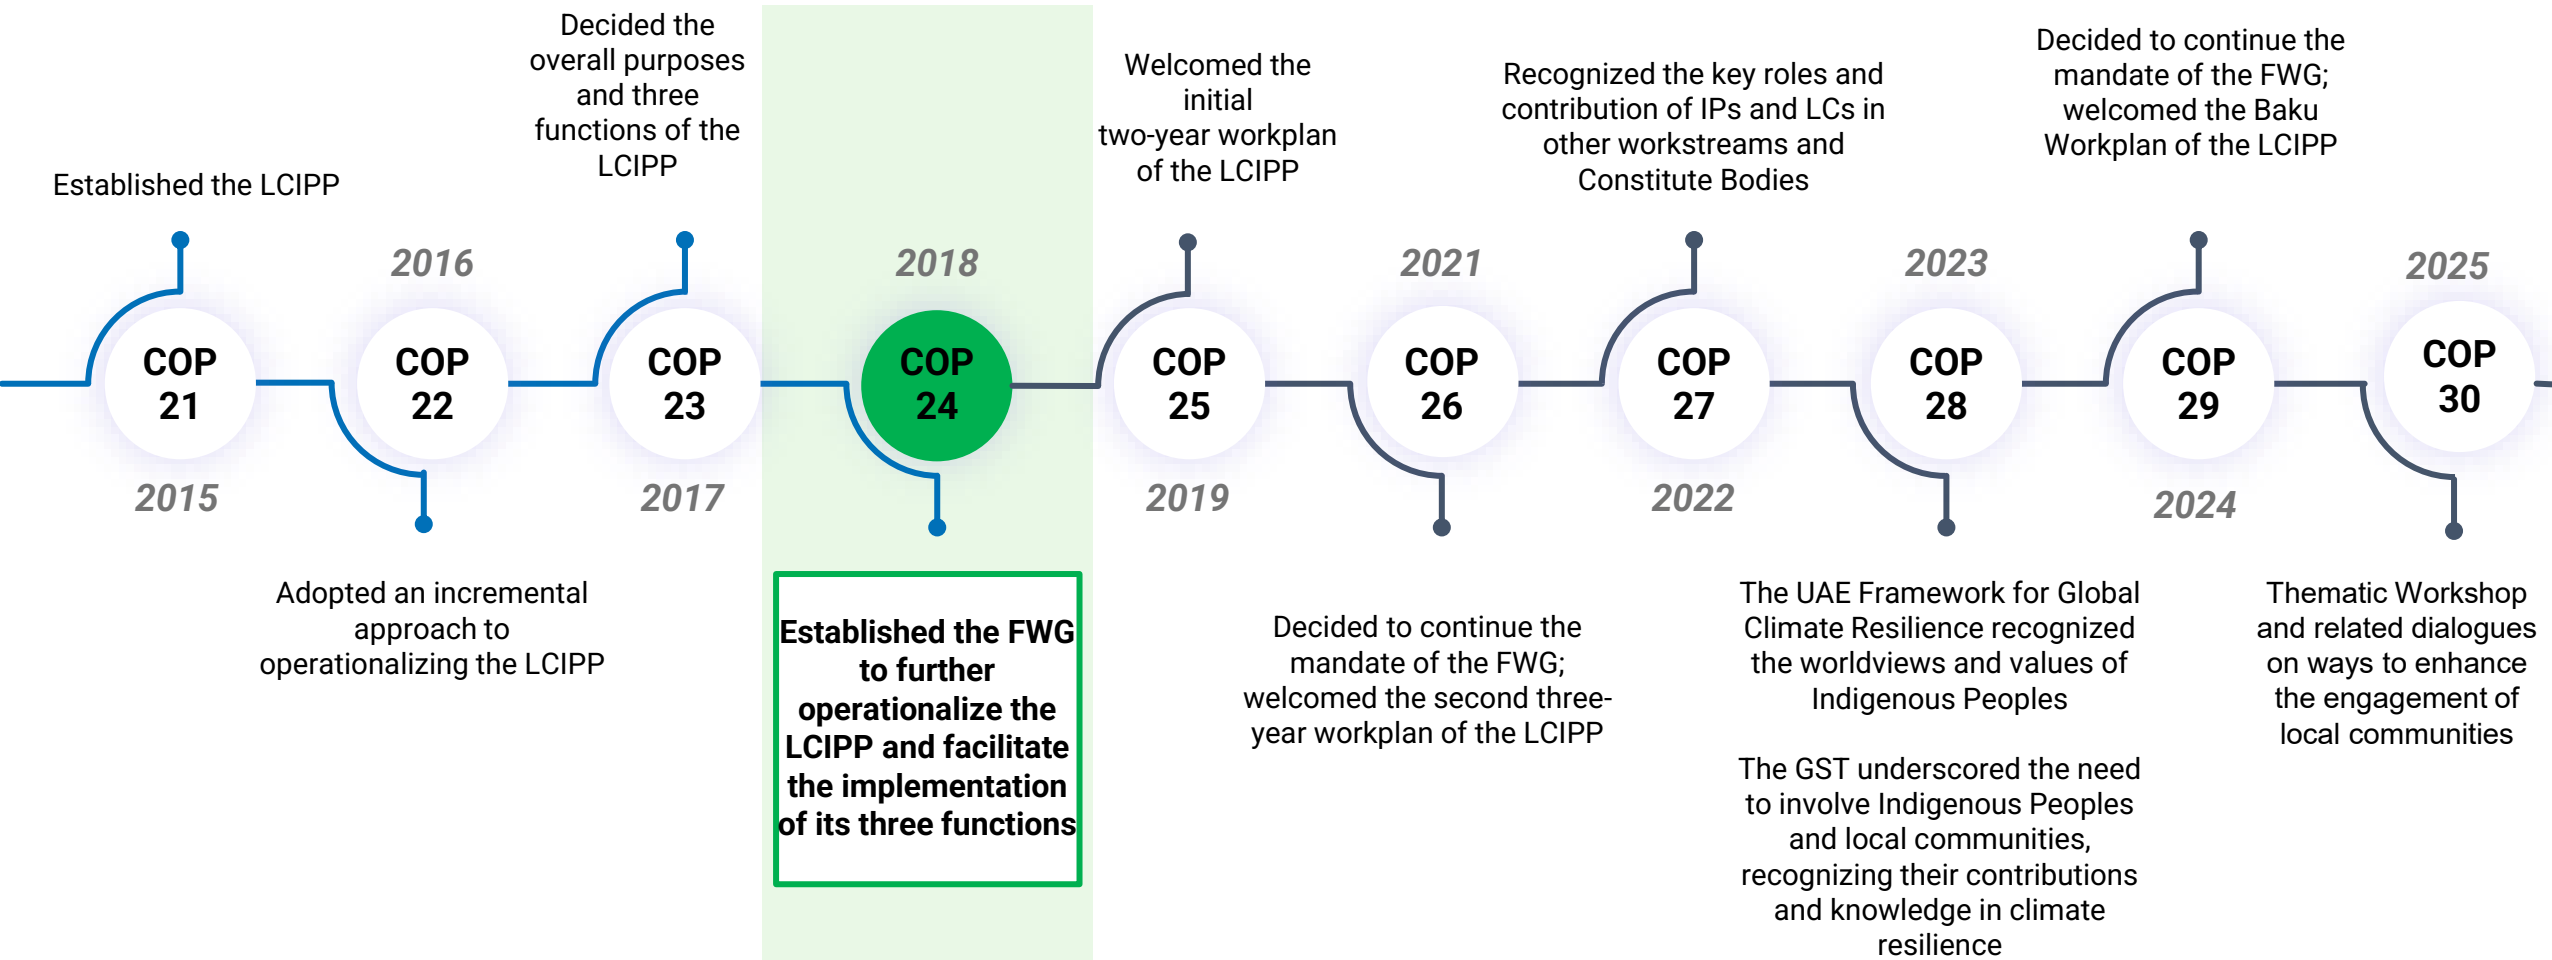 Established the LCIPP
COP
21
2015
2016
COP
22
Adopted an incremental
approach to
operationalizing the LCIPP
Decided the
overall purposes
and three
functions of the
LCIPP
COP
23
2017
2018
COP
24
Established the FWG
to further
operationalize the
LCIPP and facilitate
the implementation
of its three functions
Welcomed the
initial
two-year workplan
of the LCIPP
COP
25
2019
2021
COP
26
Decided to continue the
mandate of the FWG;
welcomed the second three-
year workplan of the LCIPP
Recognized the key roles and
contribution of IPs and LCs in
other workstreams and
Constitute Bodies
COP
27
2022
2023
COP
28
The UAE Framework for Global
Climate Resilience recognized
the worldviews and values of
Indigenous Peoples
The GST underscored the need
to involve Indigenous Peoples
and local communities,
recognizing their contributions
and knowledge in climate
resilience
Decided to continue the
mandate of the FWG;
welcomed the Baku
Workplan of the LCIPP
COP
29
2024
2025
COP
30
Thematic Workshop
and related dialogues
on ways to enhance
the engagement of
local communities